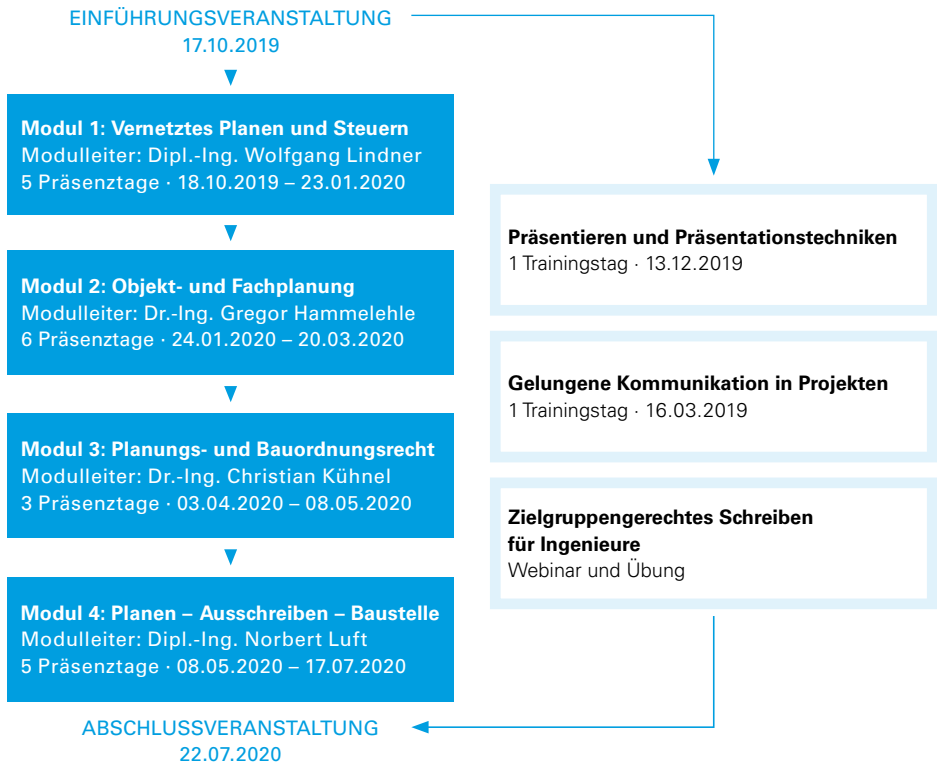 EINFÜHRUNGSVERANSTALTUNG
17.10.2019
Modul 1: Vernetztes Planen und Steuern
Modulleiter: Dipl.-Ing. Wolfgang Lindner
5 Präsenztage · 18.10.2019 – 23.01.2020
Modul 2: Objekt- und Fachplanung
Modulleiter: Dr.-Ing. Gregor Hammelehle
6 Präsenztage · 24.01.2020 – 20.03.2020
Modul 3: Planungs- und Bauordnungsrecht
Modulleiter: Dr.-Ing. Christian Kühnel
3 Präsenztage · 03.04.2020 – 08.05.2020
Modul 4: Planen – Ausschreiben – Baustelle
Modulleiter: Dipl.-Ing. Norbert Luft
5 Präsenztage · 08.05.2020 – 17.07.2020
Präsentieren und Präsentationstechniken
1 Trainingstag · 13.12.2019
Gelungene Kommunikation in Projekten
1 Trainingstag · 16.03.2019
Zielgruppengerechtes Schreiben
für Ingenieure
Webinar und Übung
ABSCHLUSSVERANSTALTUNG
22.07.2020